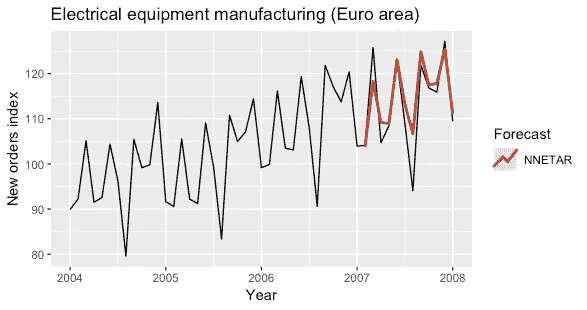 Electrical equipment manufacturing (Euro area)
New orders index
120
110
100
90
80
2004
2005
2006
2007
2008
Year
Forecast
NNETAR